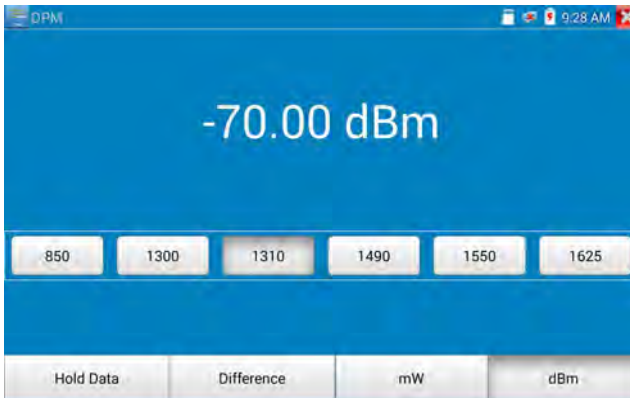 DPM 9:28 AM
-70.00 dBm
850 1300 1310 1490 1550 1625
Hold Data Difference mW dBm